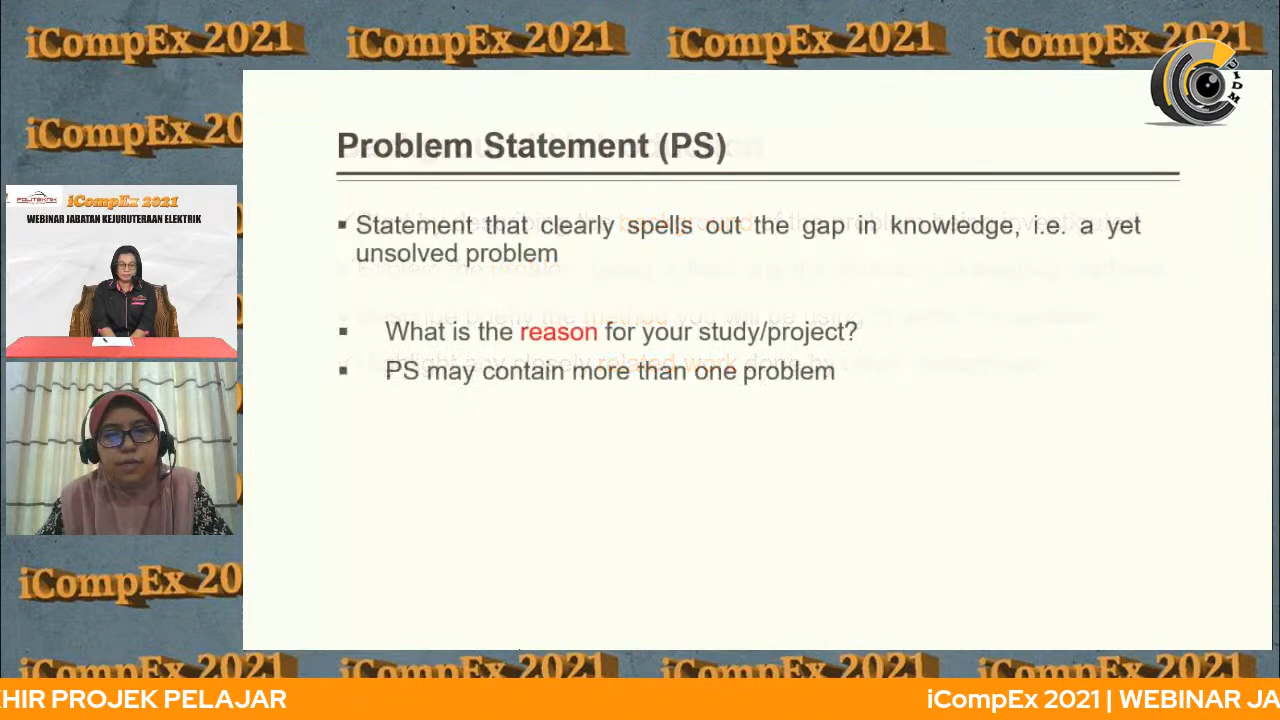 iCompEx 2021 iCompEx 2021 iCompEx 2021 iCompEx 2021
UIDM
iCompEx 20
Problem Statement (PS)
POLITEKNIK
iCompEx 2021
WEBINAR JABATAN KEJURUTERAAN ELEKTRIK
▪ Statement that clearly spells out the gap in knowledge, i.e. a yet
unsolved problem
▪ What is the reason for your study/project?
▪ PS may contain more than one problem
iCompEx 20
iCompEx 2021 iCompEx 2021 iCompEx 2021 iCompEx 2021
KHIR PROJEK PELAJAR
iCompEx 2021 | WEBINAR JA